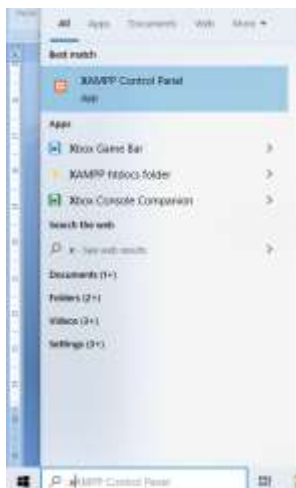 All Apps Documents Web More
Best match
XAMPP Control Panel
App
Apps
Xbox Game Bar
XAMPP htdocs folder
Xbox Console Companion
Search the web
x - See web results
Documents (1+)
Folders (2+)
Videos (3+)
Settings (3+)
xAMPP Control Panel